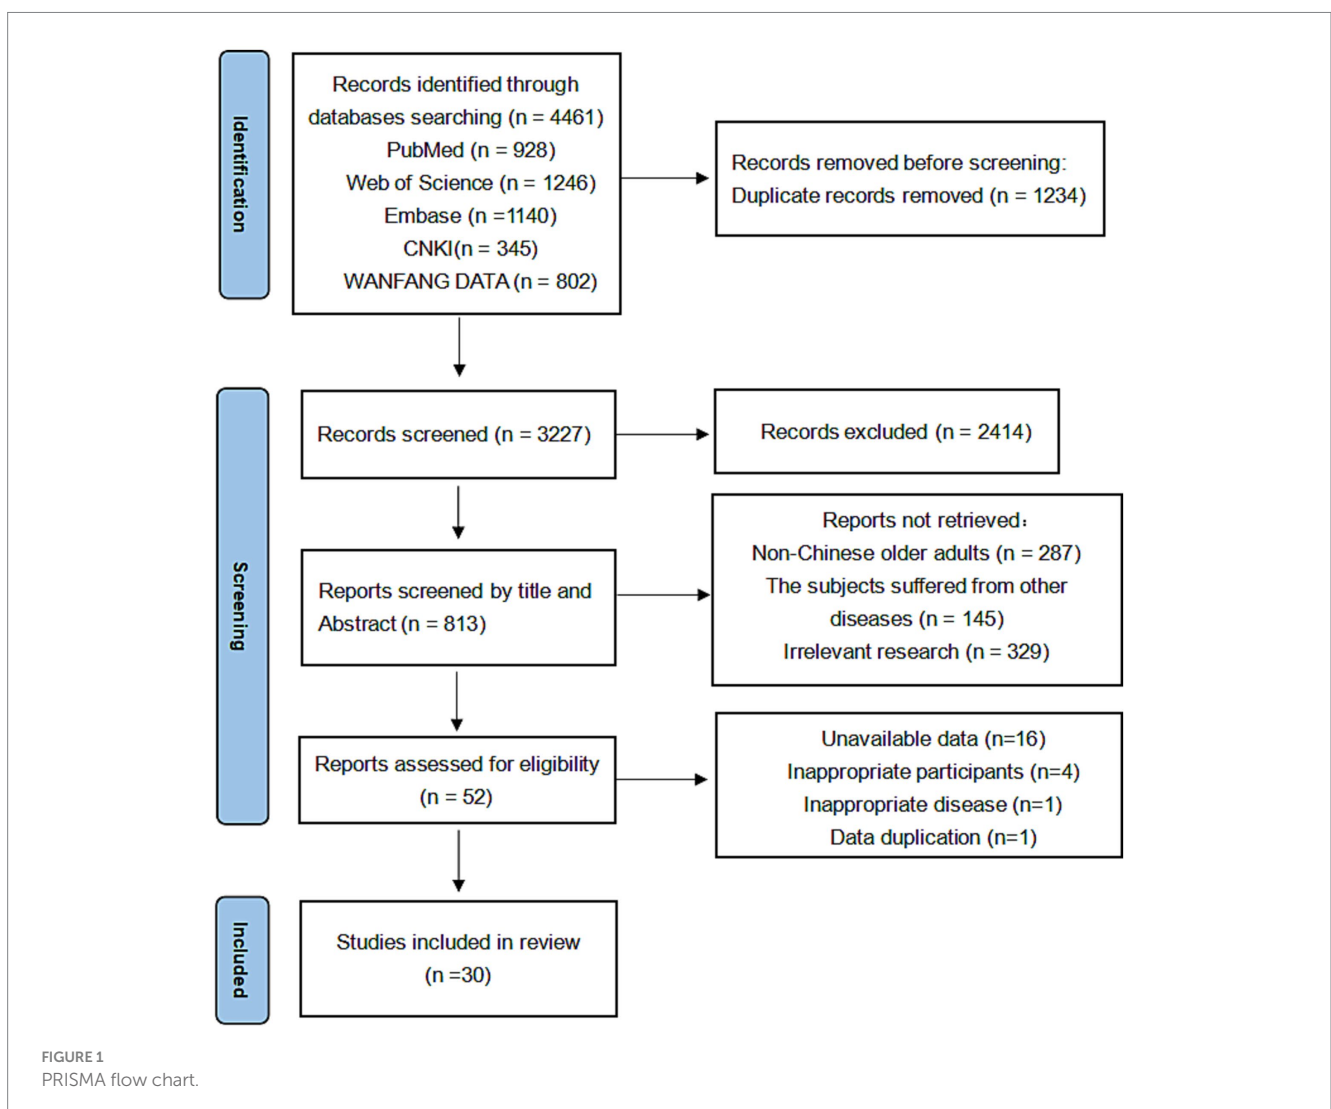 Identification
Records identified through
databases searching (n = 4461)
PubMed (n = 928)
Web of Science (n = 1246)
Embase (n =1140)
CNKI(n = 345)
WANFANG DATA (n = 802)
Records removed before screening:
Duplicate records removed (n = 1234)
Screening
Records screened (n = 3227)
Records excluded (n = 2414)
Reports screened by title and
Abstract (n = 813)
Reports not retrieved：
Non-Chinese older adults (n = 287)
The subjects suffered from other
diseases (n = 145)
Irrelevant research (n = 329)
Reports assessed for eligibility
(n = 52)
Unavailable data (n=16)
Inappropriate participants (n=4)
Inappropriate disease (n=1)
Data duplication (n=1)
Included
Studies included in review
(n =30)
FIGURE 1
PRISMA flow chart.